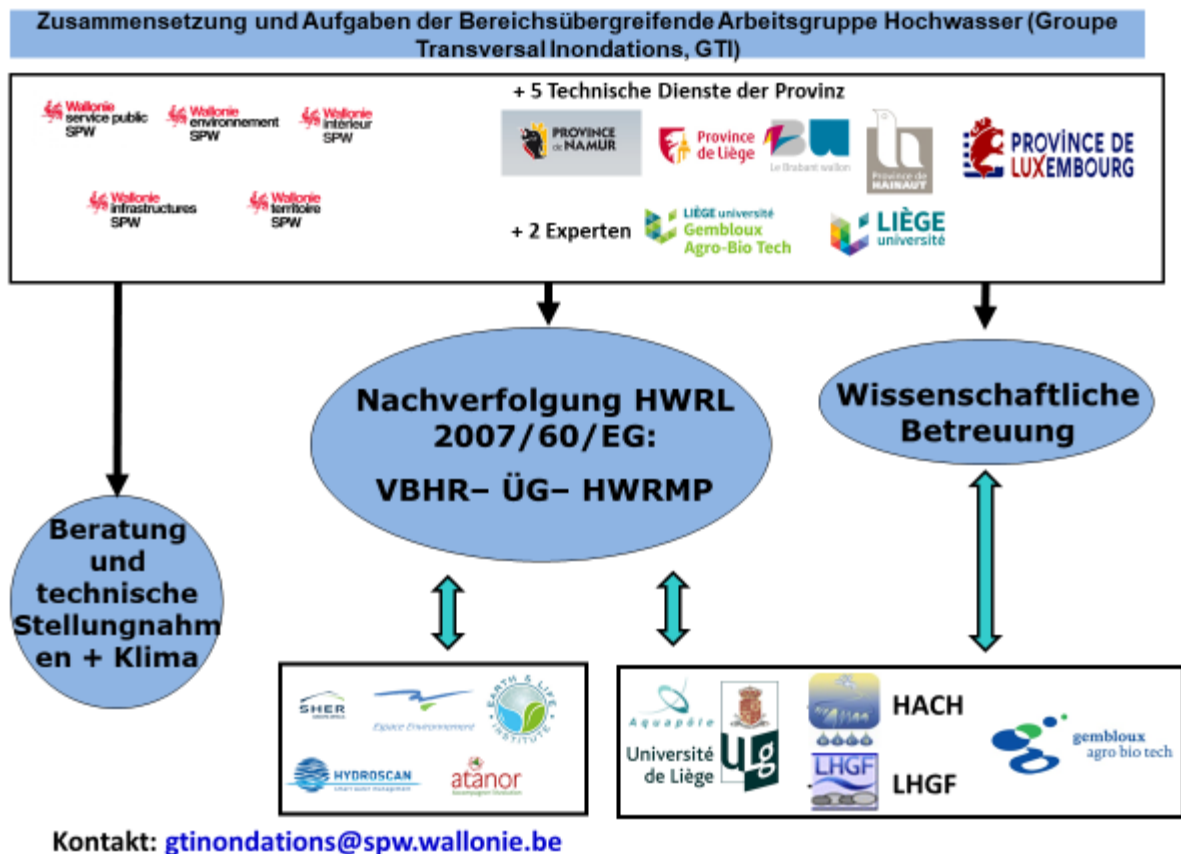 Zusammensetzung und Aufgaben der Bereichsübergreifende Arbeitsgruppe Hochwasser (Groupe
Transversal Inondations, GTI)
+ 5 Technische Dienste der Provinz
Wallonie
service public
SPW
Wallonie
environnement
SPW
Wallonie
intérieur
SPW
PROVINCE
de NAMUR
Province
de Liège
Le Brabant wallon
Province de
HAINAUT
PROVINCE DE
LUXEMBOURG
Wallonie
infrastructures
SPW
Wallonie
territoire
SPW
+ 2 Experten
LIÈGE université
Gembloux
Agro-Bio Tech
LIÈGE
université
Nachverfolgung HWRL
2007/60/EG:
VBHR– ÜG– HWRMP
Wissenschaftliche
Betreuung
Beratung
und
technische
Stellungnahm
en + Klima
SHER
Espace Environnement
EARTH & LIFE
INSTITUTE
HYDROSCAN
atanor
Aquapôle
Université
de Liège
ULg
HACH
LHGF
LHGF
gembloux
agro bio tech
Kontakt: gtinondations@spw.wallonie.be